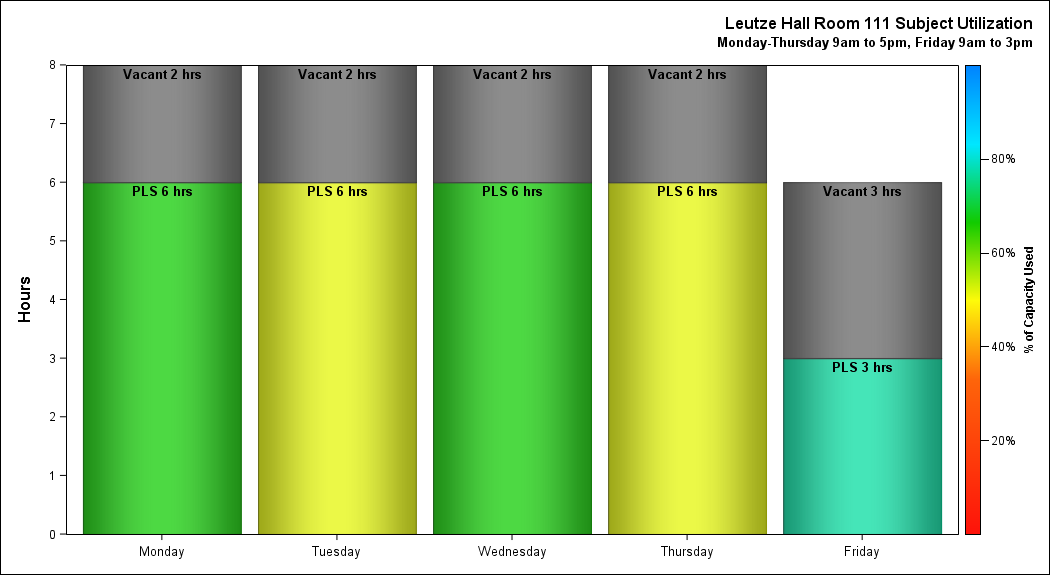 Leutze Hall Room 111 Subject Utilization
Monday-Thursday 9am to 5pm, Friday 9am to 3pm
Hours
8
7
6
5
4
3
2
1
0
Vacant 2 hrs
PLS 6 hrs
Vacant 2 hrs
PLS 6 hrs
Vacant 2 hrs
PLS 6 hrs
Vacant 2 hrs
PLS 6 hrs
Vacant 3 hrs
PLS 3 hrs
Monday
Tuesday
Wednesday
Thursday
Friday
80%
60%
40%
20%
% of Capacity Used